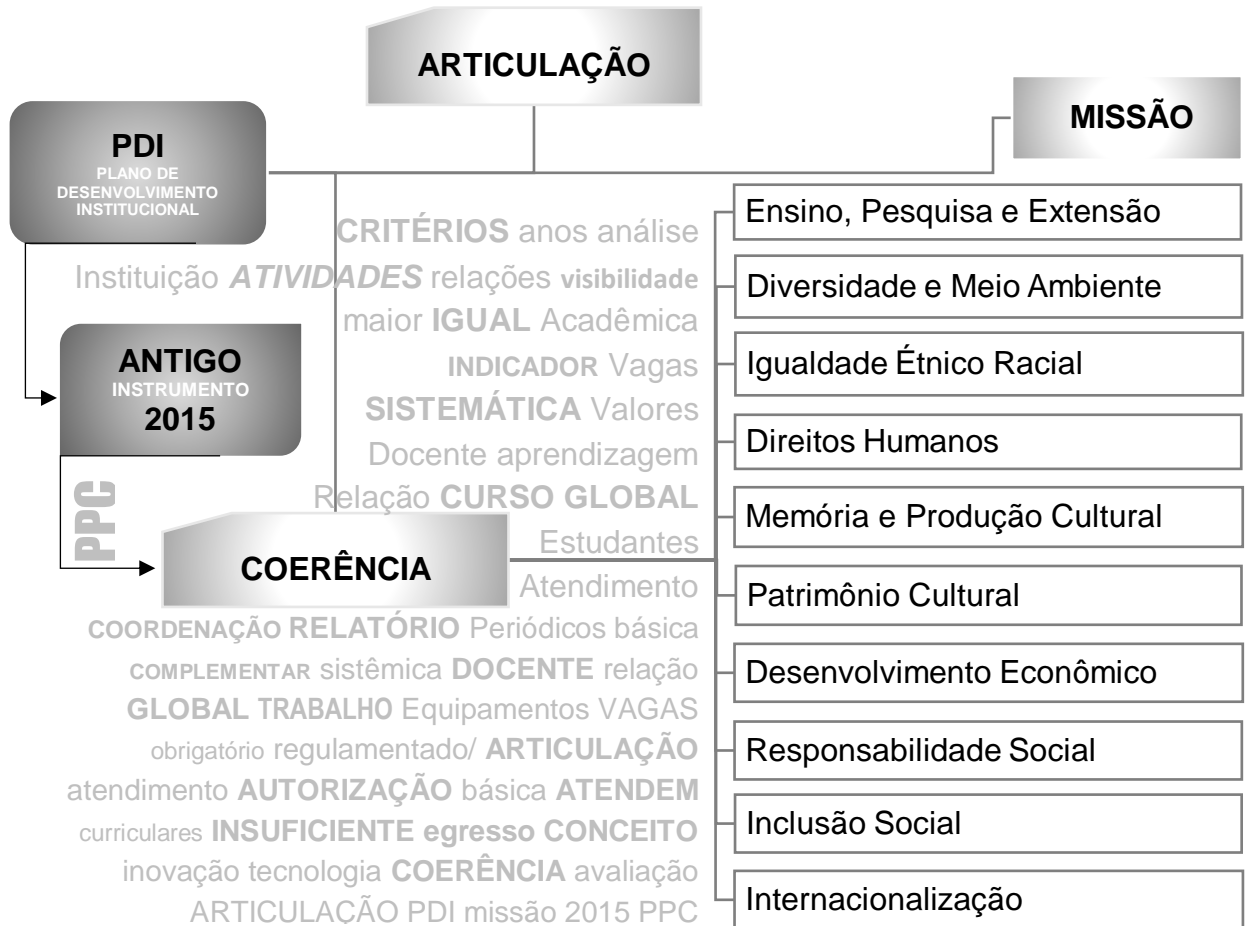 ARTICULAÇÃO
MISSÃO
PDI
PLANO DE
DESENVOLVIMENTO
INSTITUCIONAL
ANTIGO
INSTRUMENTO
2015
PPC
COERÊNCIA
CRITÉRIOS anos análise
Instituição ATIVIDADES relações visibilidade
maior IGUAL Acadêmica
INDICADOR Vagas
SISTEMÁTICA Valores
Docente aprendizagem
Relação CURSO GLOBAL
Estudantes
Atendimento
COORDENAÇÃO RELATÓRIO Periódicos básica
COMPLEMENTAR sistêmica DOCENTE relação
GLOBAL TRABALHO Equipamentos VAGAS
obrigatório regulamentado/ ARTICULAÇÃO
atendimento AUTORIZAÇÃO básica ATENDEM
curriculares INSUFICIENTE egresso CONCEITO
inovação tecnologia COERÊNCIA avaliação
ARTICULAÇÃO PDI missão 2015 PPC
Ensino, Pesquisa e Extensão
Diversidade e Meio Ambiente
Igualdade Étnico Racial
Direitos Humanos
Memória e Produção Cultural
Patrimônio Cultural
Desenvolvimento Econômico
Responsabilidade Social
Inclusão Social
Internacionalização